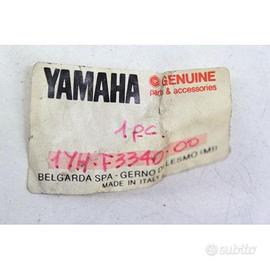 YAMAHA
GENUINE
parts & accessories
1 pc.
1YH-F3340-00
BELGARDA SPA - GERNO DI LESMO (MI)
MADE IN ITALY
subito